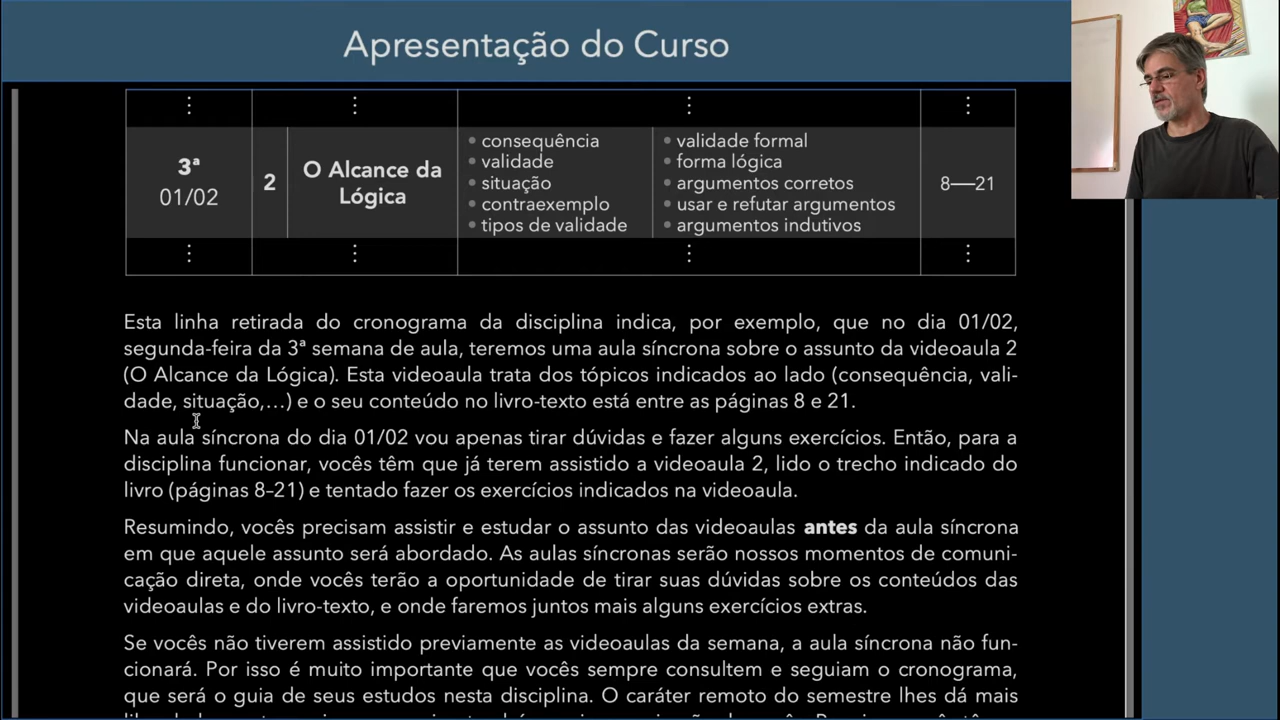 Apresentação do Curso
⋮ ⋮ ⋮ ⋮
3ª
01/02
2
O Alcance da
Lógica
• consequência
• validade
• situação
• contraexemplo
• tipos de validade
• validade formal
• forma lógica
• argumentos corretos
• usar e refutar argumentos
• argumentos indutivos
8—21
⋮ ⋮ ⋮ ⋮
Esta linha retirada do cronograma da disciplina indica, por exemplo, que no dia 01/02,
segunda-feira da 3ª semana de aula, teremos uma aula síncrona sobre o assunto da videoaula 2
(O Alcance da Lógica). Esta videoaula trata dos tópicos indicados ao lado (consequência, vali-
dade, situação,...) e o seu conteúdo no livro-texto está entre as páginas 8 e 21.
Na aula síncrona do dia 01/02 vou apenas tirar dúvidas e fazer alguns exercícios. Então, para a
disciplina funcionar, vocês têm que já terem assistido a videoaula 2, lido o trecho indicado do
livro (páginas 8–21) e tentado fazer os exercícios indicados na videoaula.
Resumindo, vocês precisam assistir e estudar o assunto das videoaulas antes da aula síncrona
em que aquele assunto será abordado. As aulas síncronas serão nossos momentos de comuni-
cação direta, onde vocês terão a oportunidade de tirar suas dúvidas sobre os conteúdos das
videoaulas e do livro-texto, e onde faremos juntos mais alguns exercícios extras.
Se vocês não tiverem assistido previamente as videoaulas da semana, a aula síncrona não fun-
cionará. Por isso é muito importante que vocês sempre consultem e seguiam o cronograma,
que será o guia de seus estudos nesta disciplina. O caráter remoto do semestre lhes dá mais